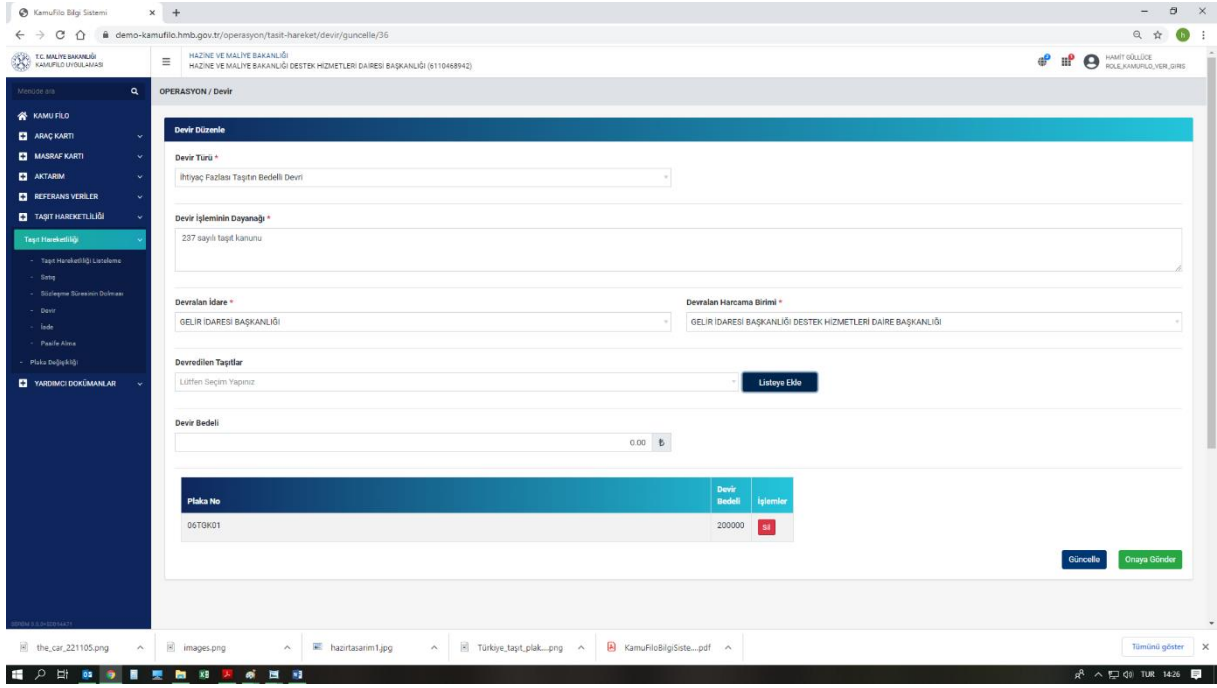 KamuFilo Bilgi Sistemi
demo-kamufilo.hmb.gov.tr/operasyon/tasit-hareket/devir/guncelle/36
h
T.C. MALİYE BAKANLIĞI
KAMUFİLO UYGULAMASI
HAZİNE VE MALİYE BAKANLIĞI
HAZİNE VE MALİYE BAKANLIĞI DESTEK HİZMETLERİ DAİRESİ BAŞKANLIĞI (6110468942)
HAMİT GÜLLÜCE
ROLE_KAMUFILO_VERI_GIRIS
Menüde ara
OPERASYON / Devir
KAMU FİLO
ARAÇ KARTI
MASRAF KARTI
AKTARIM
REFERANS VERİLER
TAŞIT HAREKETLİLİĞİ
Taşıt Hareketliliği
- Taşıt Hareketliliği Listeleme
- Satış
- Sözleşme Süresinin Dolması
- Devir
- İade
- Pasife Alma
- Plaka Değişikliği
YARDIMCI DOKÜMANLAR
Devir Düzenle
Devir Türü *
İhtiyaç Fazlası Taşıtın Bedelli Devri
Devir İşleminin Dayanağı *
237 sayılı taşıt kanunu
Devralan İdare * Devralan Harcama Birimi *
GELİR İDARESİ BAŞKANLIĞI GELİR İDARESİ BAŞKANLIĞI DESTEK HİZMETLERİ DAİRE BAŞKANLIĞI
Devredilen Taşıtlar
Lütfen Seçim Yapınız Listeye Ekle
Devir Bedeli
0.00 ₺
Plaka No Devir Bedeli İşlemler
06TGK01 200000 Sil
Güncelle Onaya Gönder
the_car_221105.png images.png hazırtasarim1.jpg Türkiye_taşıt_plak....png KamuFiloBilgiSiste....pdf Tümünü göster
TUR 14:26